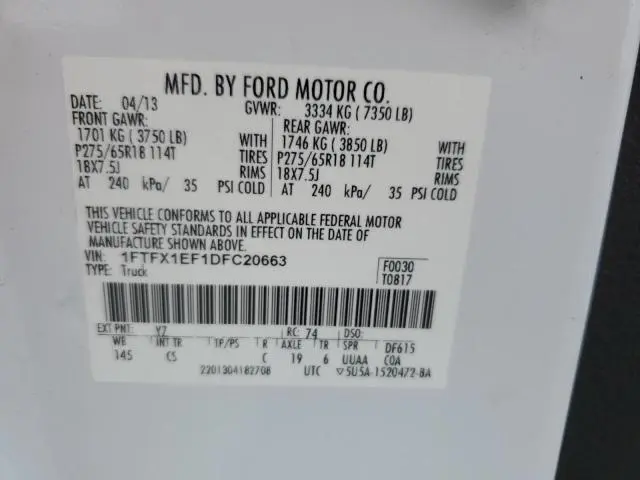 MFD. BY FORD MOTOR CO.
DATE: 04/13 GVWR: 3334 KG ( 7350 LB)
FRONT GAWR: REAR GAWR:
1701 KG ( 3750 LB) WITH 1746 KG ( 3850 LB) WITH
P275/65R18 114T TIRES P275/65R18 114T TIRES
18X7.5J RIMS 18X7.5J RIMS
AT 240 kPa/ 35 PSI COLD AT 240 kPa/ 35 PSI COLD
THIS VEHICLE CONFORMS TO ALL APPLICABLE FEDERAL MOTOR
VEHICLE SAFETY STANDARDS IN EFFECT ON THE DATE OF
MANUFACTURE SHOWN ABOVE.
VIN: 1FTFX1EF1DFC20663 F0030
TYPE: Truck T0817
EXT PNT: YZ RC: 74 DSO:
WB INT TR TP/PS R AXLE TR SPR DF615
145 CS C 19 6 UUAA COA
2201304182708 UTC ▽5U5A-1520472-BA